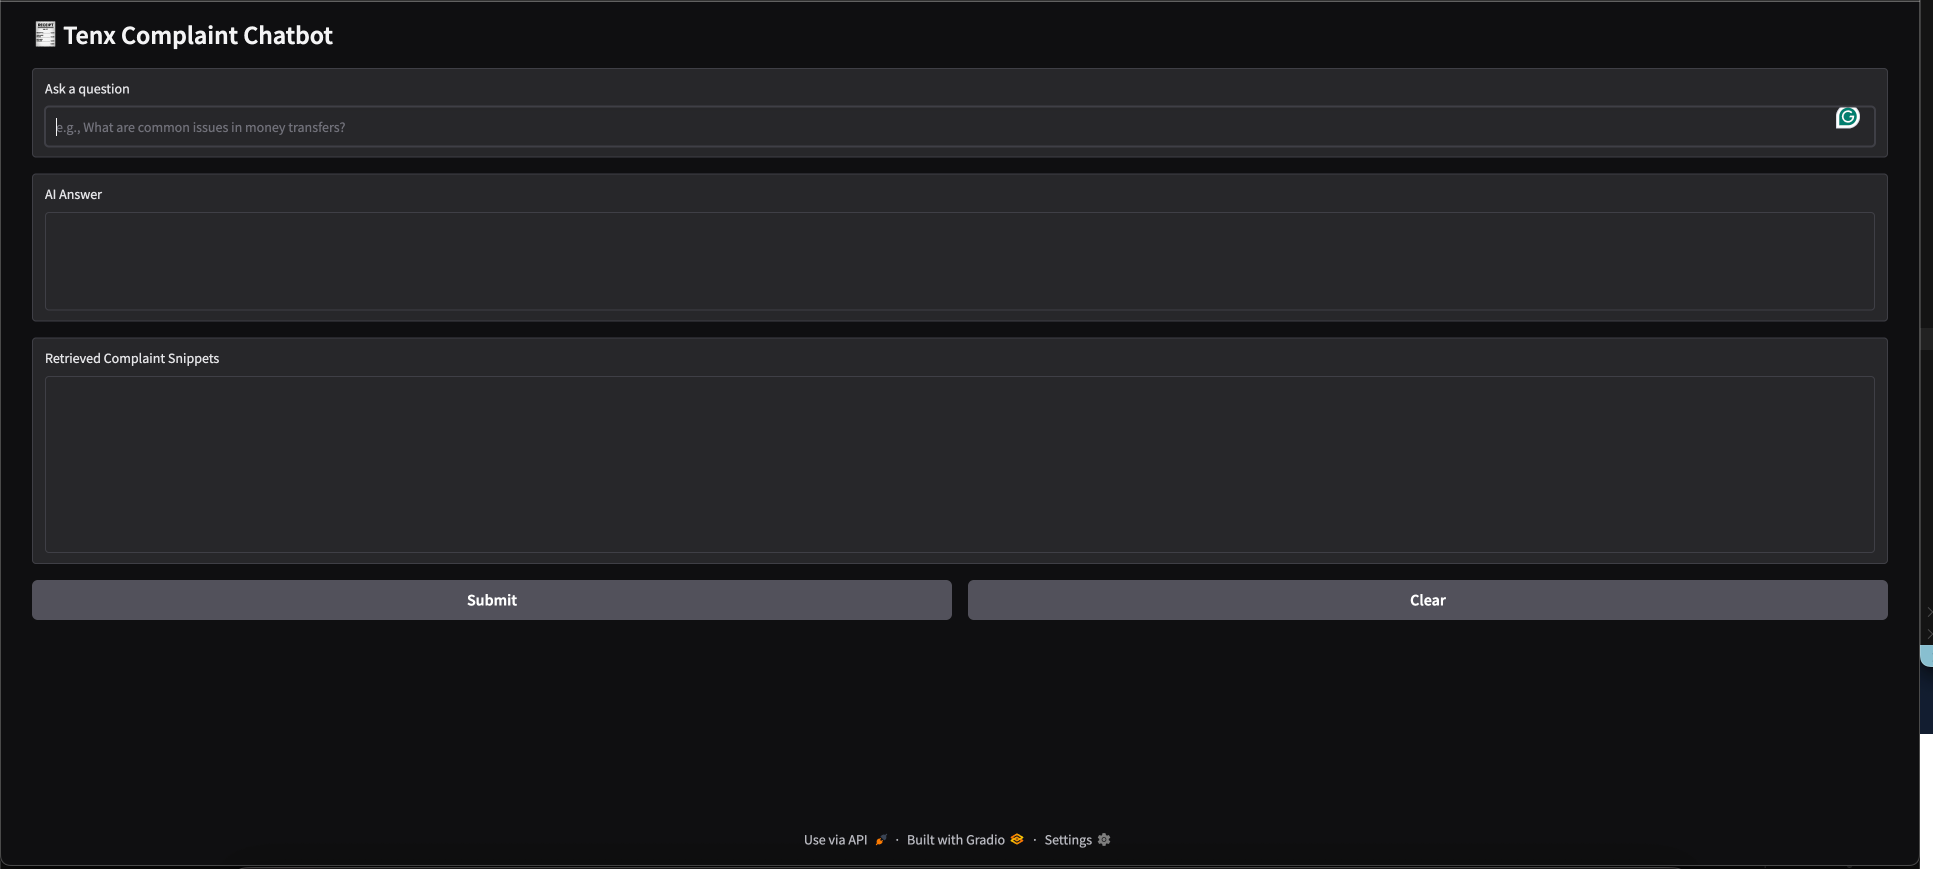 Tenx Complaint Chatbot
Ask a question
e.g., What are common issues in money transfers?
AI Answer
Retrieved Complaint Snippets
Submit
Clear
Use via API · Built with Gradio · Settings